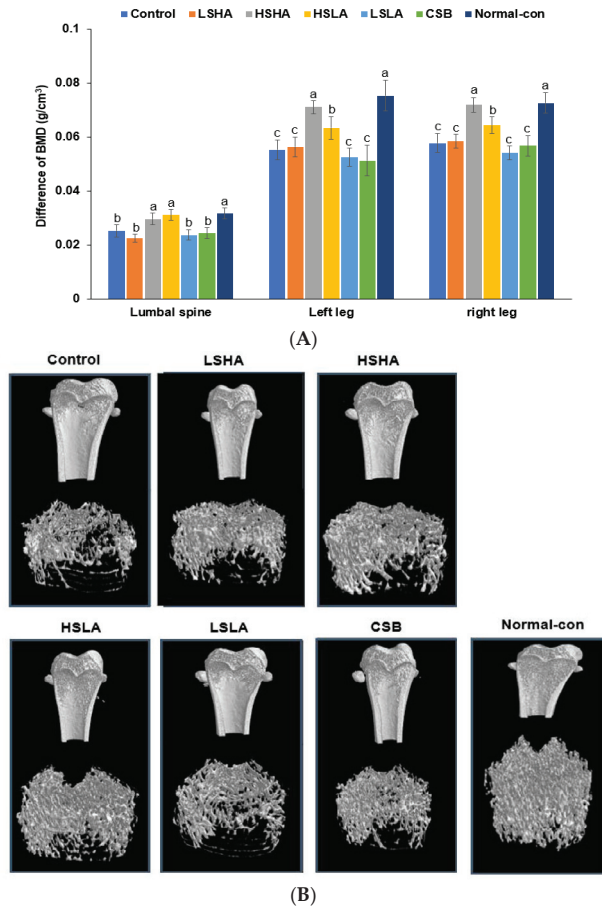 Control LSHA HSHA HSLA LSLA CSB Normal-con
0.1
0.08
0.06
0.04
0.02
0
Difference of BMD (g/cm³)
b b a a b b a
c c a b c c a
c c a b c c a
Lumbal spine Left leg right leg
(A)
Control LSHA HSHA
HSLA LSLA CSB Normal-con
(B)